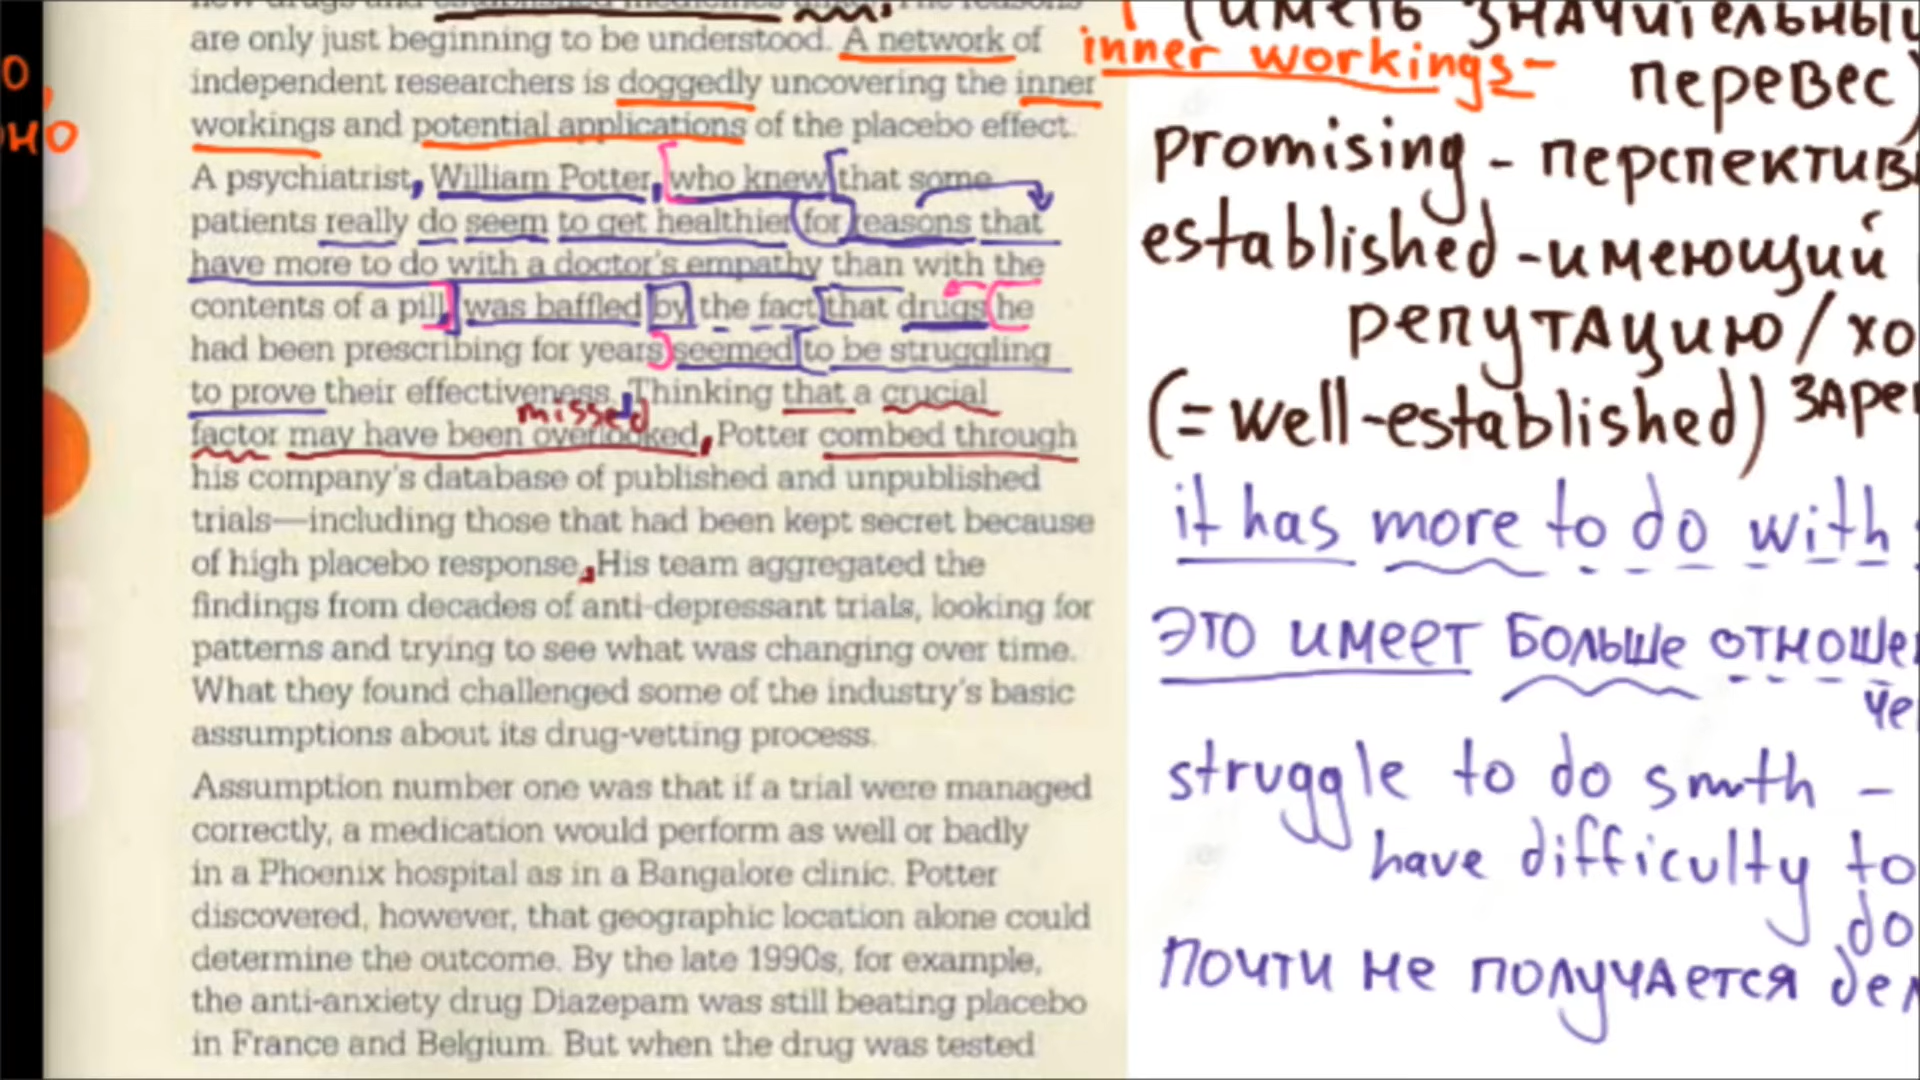 are only just beginning to be understood. A network of
independent researchers is doggedly uncovering the inner
workings and potential applications of the placebo effect.
A psychiatrist, William Potter, who knew that some
patients really do seem to get healthier for reasons that
have more to do with a doctor's empathy than with the
contents of a pill, was baffled by the fact that drugs he
had been prescribing for years seemed to be struggling
to prove their effectiveness. Thinking that a crucial
missed
factor may have been overlooked, Potter combed through
his company's database of published and unpublished
trials—including those that had been kept secret because
of high placebo response. His team aggregated the
findings from decades of anti-depressant trials, looking for
patterns and trying to see what was changing over time.
What they found challenged some of the industry's basic
assumptions about its drug-vetting process.
Assumption number one was that if a trial were managed
correctly, a medication would perform as well or badly
in a Phoenix hospital as in a Bangalore clinic. Potter
discovered, however, that geographic location alone could
determine the outcome. By the late 1990s, for example,
the anti-anxiety drug Diazepam was still beating placebo
in France and Belgium. But when the drug was tested
(иметь значительный
перевес)
inner workings-
promising - перспектив
established - имеющий
репутацию/хо
(= well-established) заре
it has more to do with
это имеет больше отноше
че
struggle to do smth -
have difficulty to
do
почти не получается дел